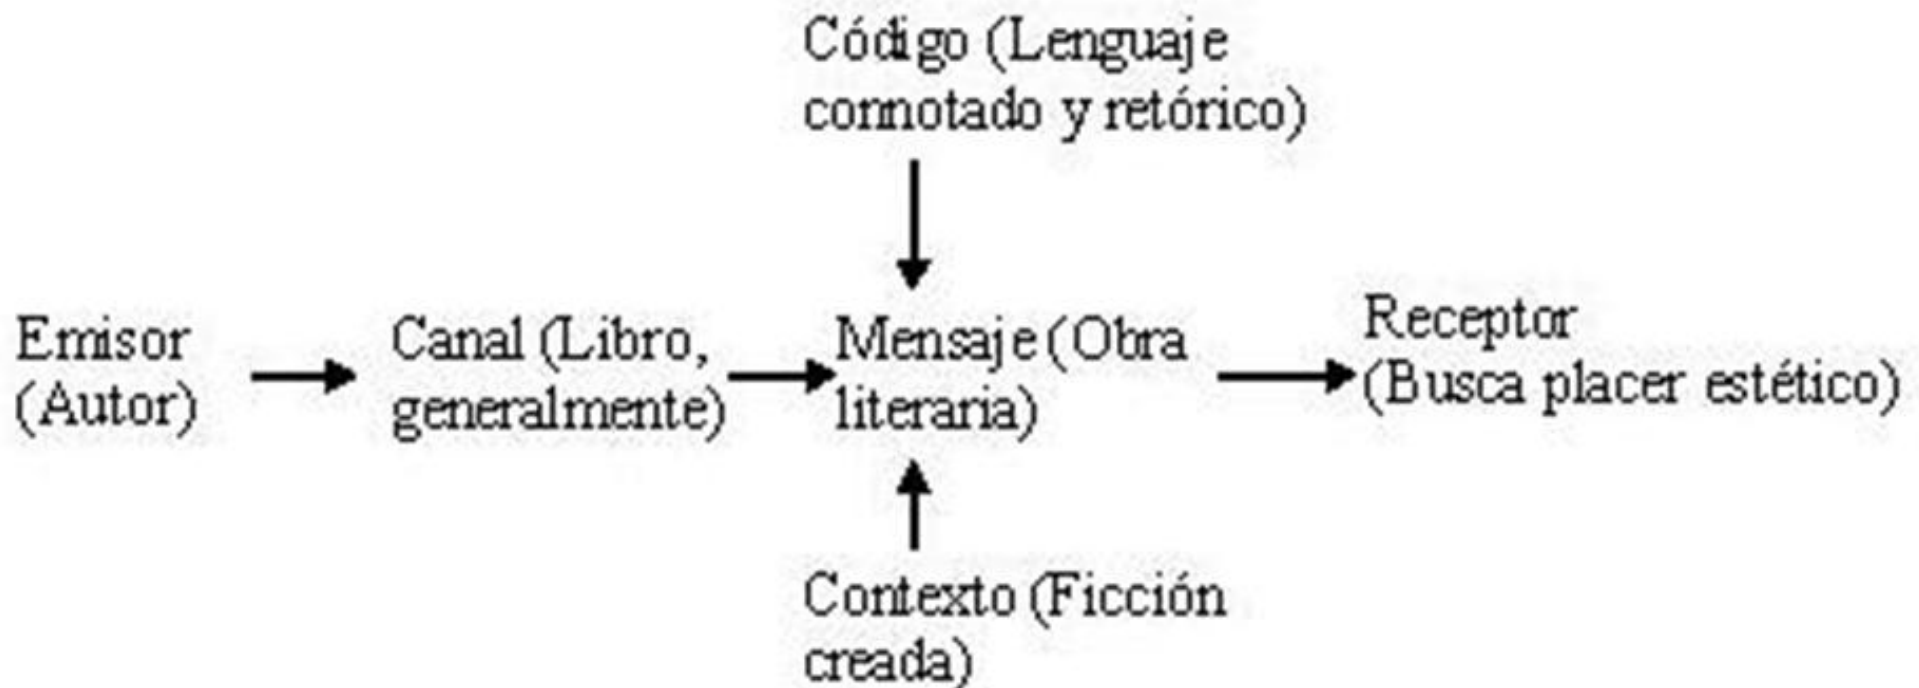 Código (Lenguaje
connotado y retórico)
Emisor
(Autor)
Canal (Libro,
generalmente)
Mensaje (Obra
literaria)
Receptor
(Busca placer estético)
Contexto (Ficción
creada)